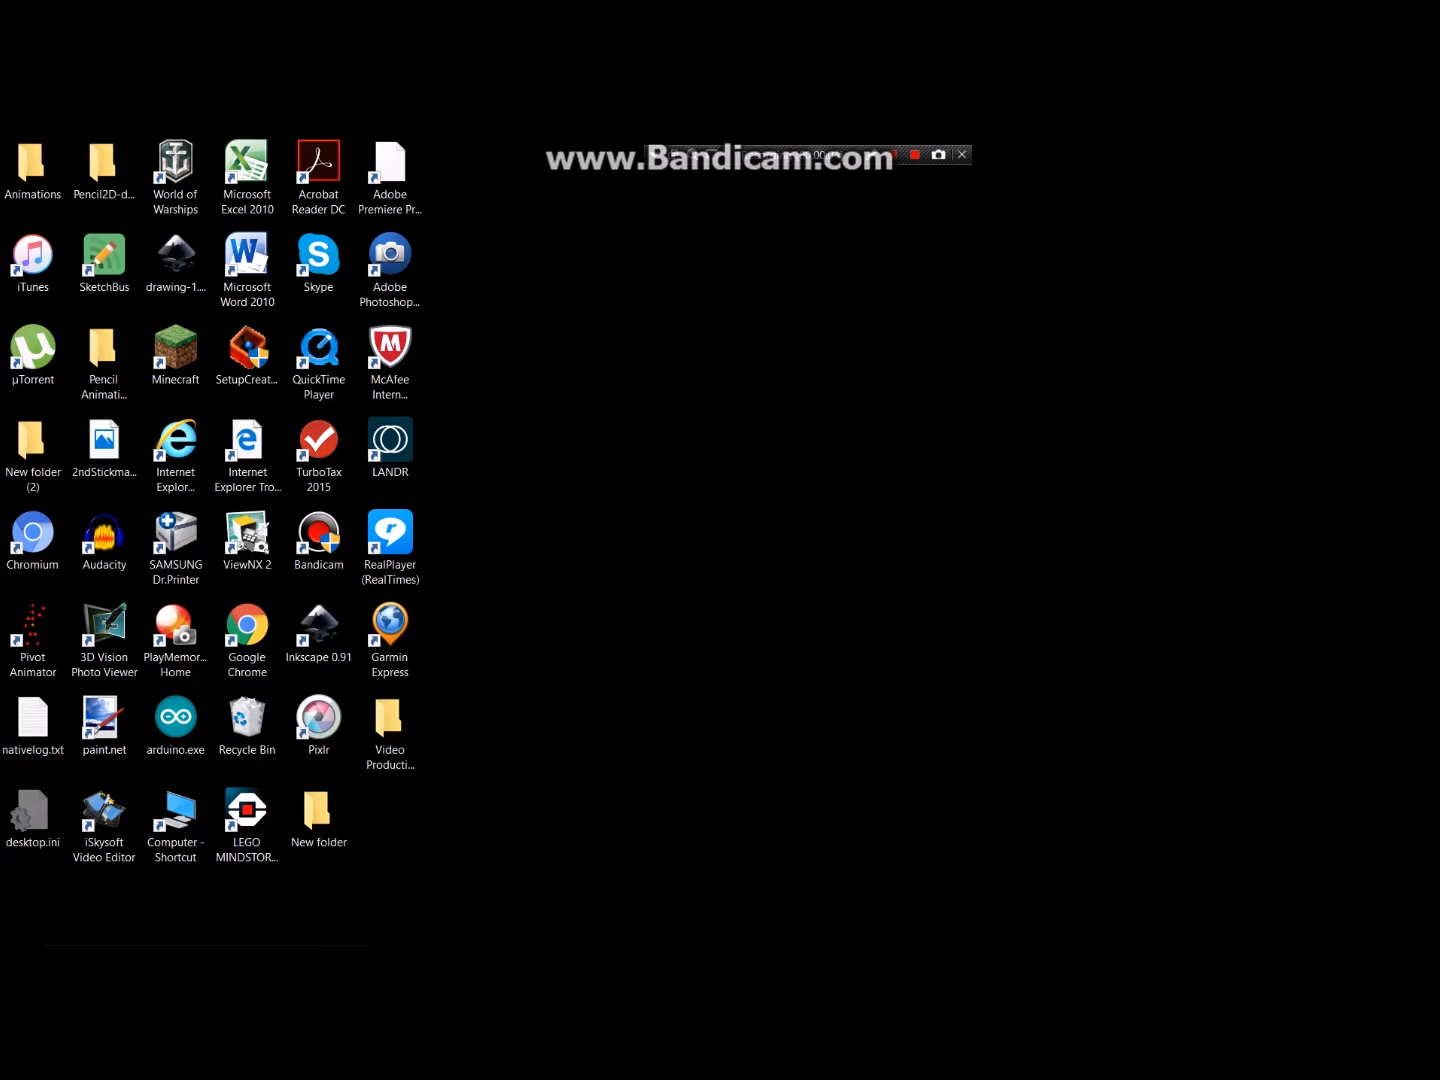 www.Bandicam.com
Animations
Pencil2D-d...
World of
Warships
Microsoft
Excel 2010
Acrobat
Reader DC
Adobe
Premiere Pr...
iTunes
SketchBus
drawing-1....
Microsoft
Word 2010
Skype
Adobe
Photoshop...
µTorrent
Pencil
Animati...
Minecraft
SetupCreat...
QuickTime
Player
McAfee
Intern...
New folder
(2)
2ndStickma...
Internet
Explor...
Internet
Explorer Tro...
TurboTax
2015
LANDR
Chromium
Audacity
SAMSUNG
Dr.Printer
ViewNX 2
Bandicam
RealPlayer
(RealTimes)
Pivot
Animator
3D Vision
Photo Viewer
PlayMemor...
Home
Google
Chrome
Inkscape 0.91
Garmin
Express
nativelog.txt
paint.net
arduino.exe
Recycle Bin
Pixlr
Video
Producti...
desktop.ini
iSkysoft
Video Editor
Computer -
Shortcut
LEGO
MINDSTOR...
New folder